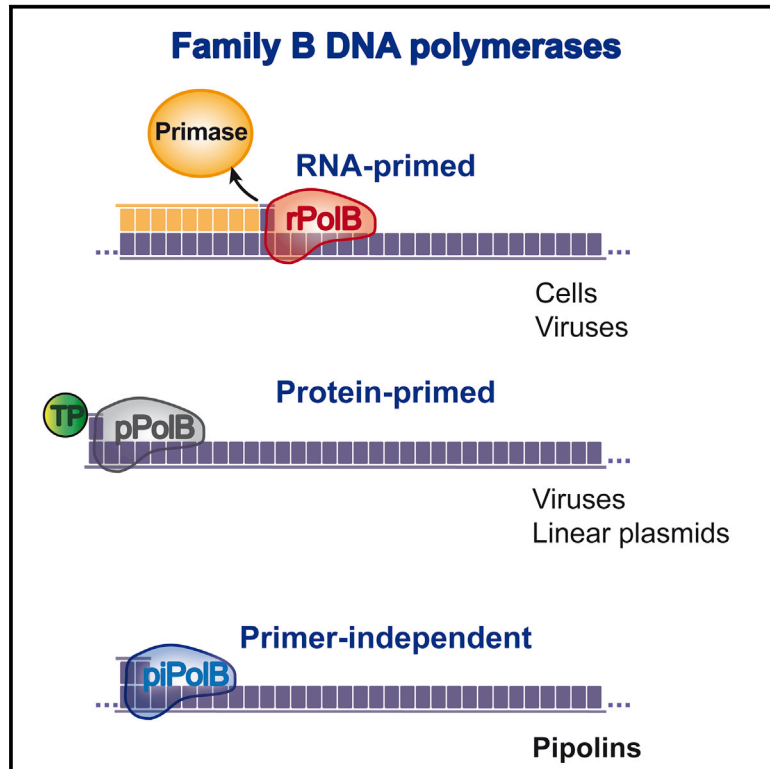 Family B DNA polymerases
Primase
RNA-primed
rPolB
... ...
Cells
Viruses
Protein-primed
TP
pPolB
...
Viruses
Linear plasmids
Primer-independent
piPolB
... ...
Pipolins